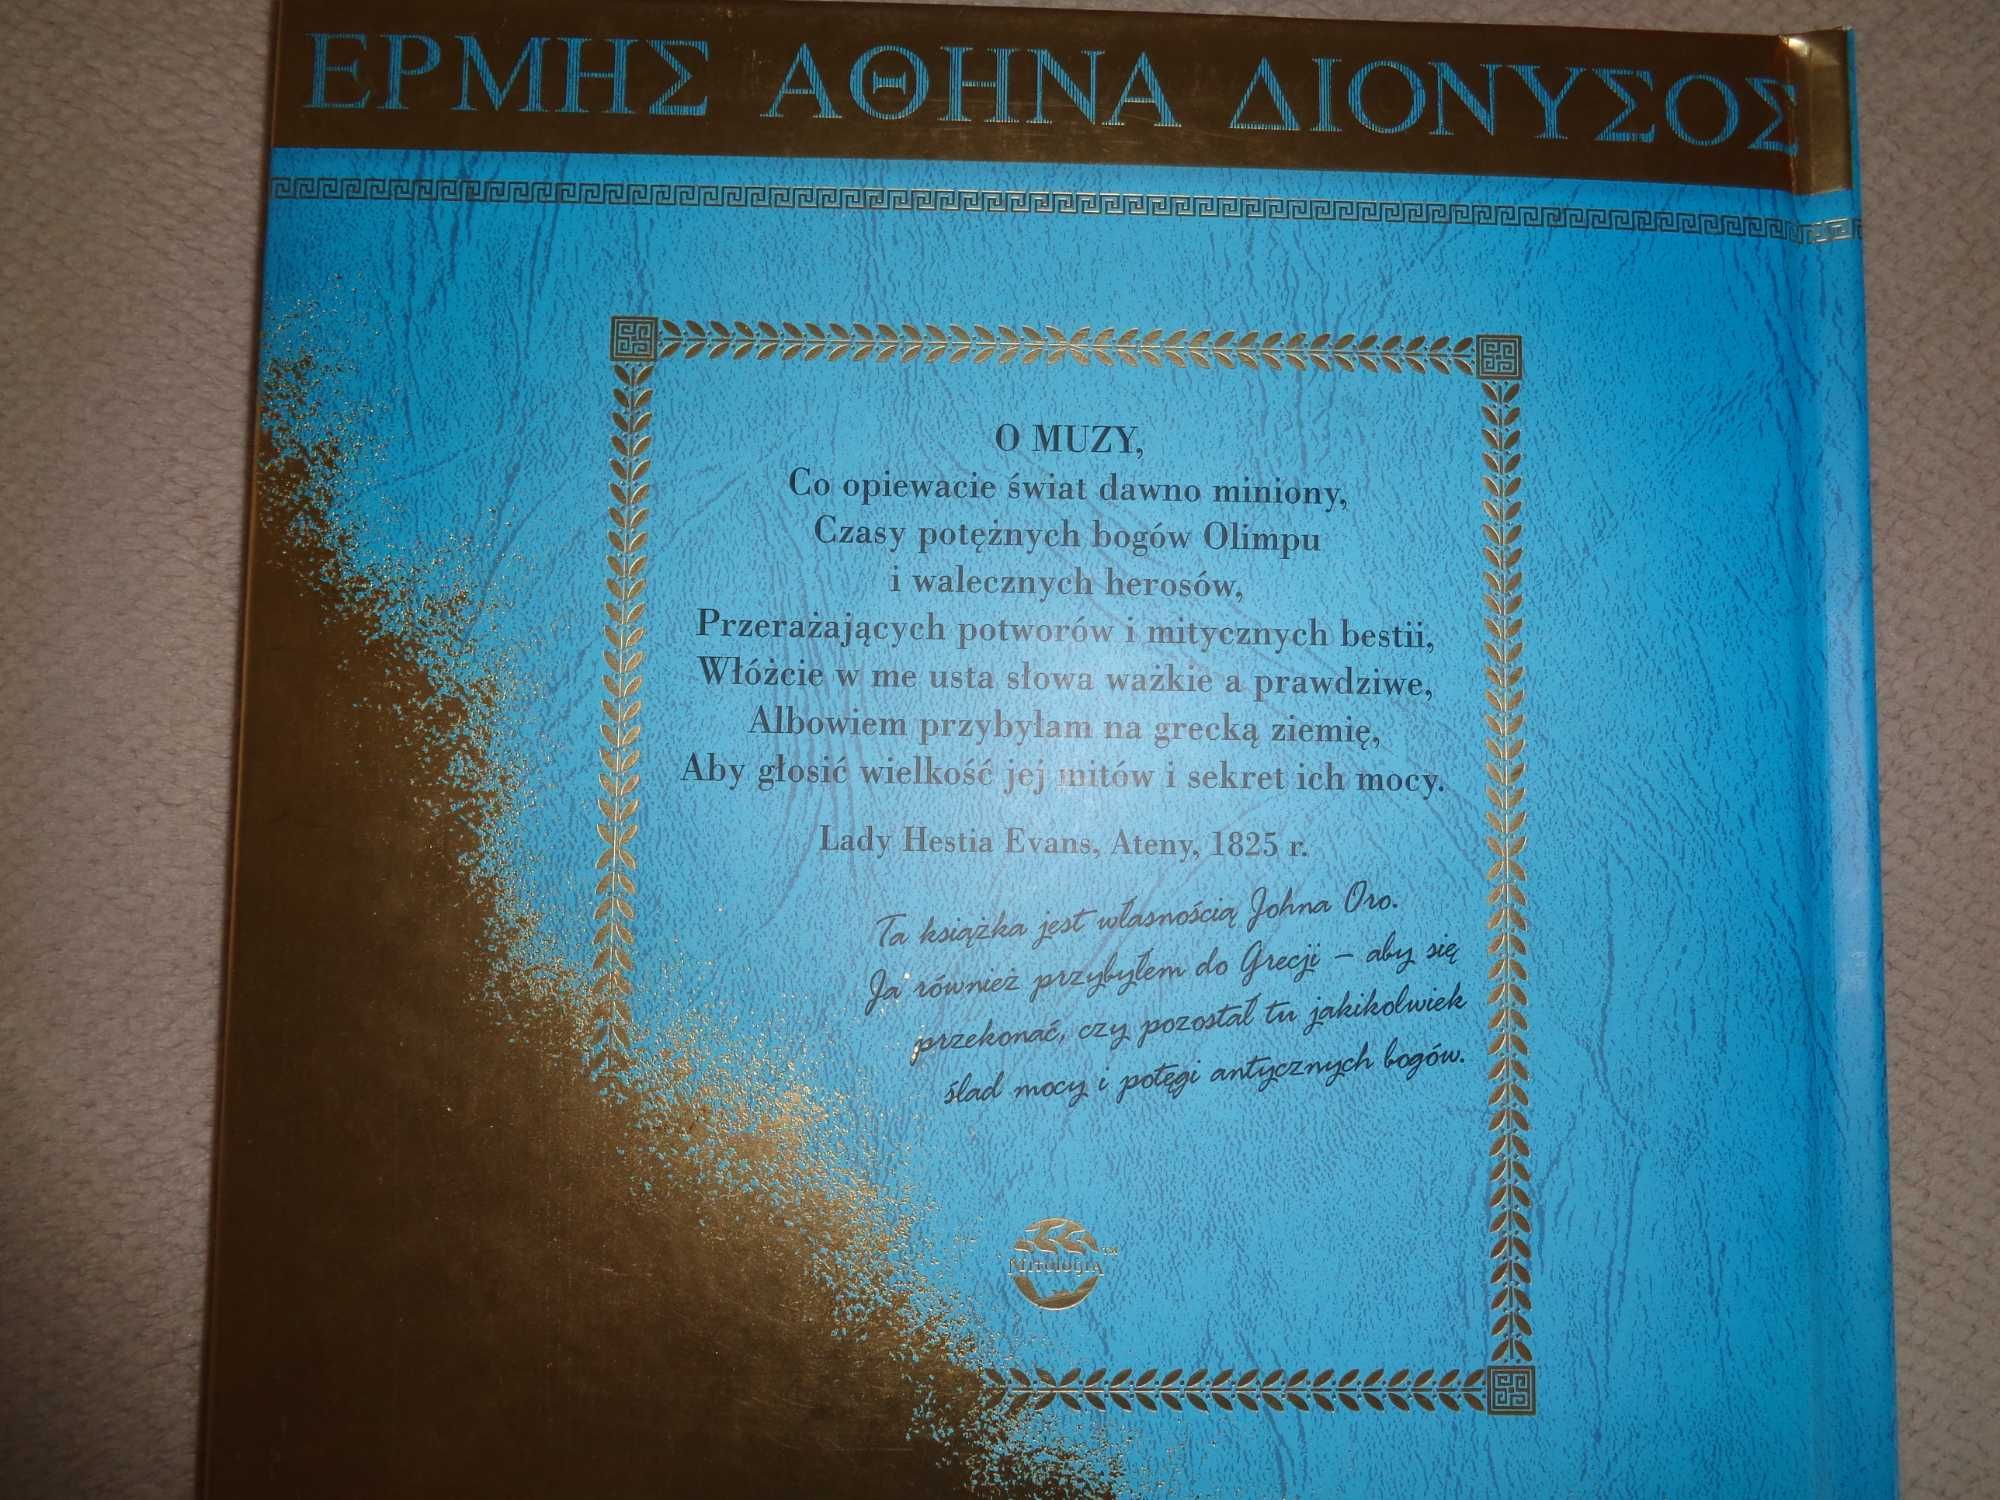 ΕΡΜΗΣ ΑΘΗΝΑ ΔΙΟΝΥΣΟΣ
O MUZY,
Co opiewacie świat dawno miniony,
Czasy potężnych bogów Olimpu
i walecznych herosów,
Przerażających potworów i mitycznych bestii,
Włóżcie w me usta słowa ważkie a prawdziwe,
Albowiem przybyłam na grecką ziemię,
Aby głosić wielkość jej mitów i sekret ich mocy.
Lady Hestia Evans, Ateny, 1825 r.
Ta książka jest własnością Johna Oro.
Ja również przybyłem do Grecji – aby się
przekonać, czy pozostał tu jakikolwiek
ślad mocy i potęgi antycznych bogów.
MITOLOGIA™